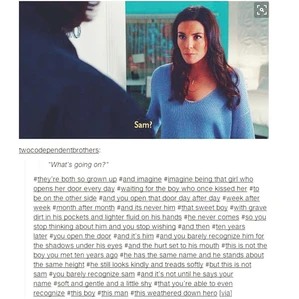 Sam?
twocodependentbrothers:
"What's going on?"
#they're both so grown up #and imagine #imagine being that girl who
opens her door every day #waiting for the boy who once kissed her #to
be on the other side #and you open that door day after day #week after
week #month after month #and its never him #that sweet boy #with grave
dirt in his pockets and lighter fluid on his hands #he never comes #so you
stop thinking about him and you stop wishing #and then #ten years
later #you open the door #and it's him #and you barely recognize him for
the shadows under his eyes #and the hurt set to his mouth #this is not the
boy you met ten years ago #he has the same name and he stands about
the same height #he still looks kindly and treads softly #but this is not
sam #you barely recognize sam #and it's not until he says your
name #soft and gentle and a little shy #that you're able to even
recognize #this boy #this man #this weathered down hero [via]